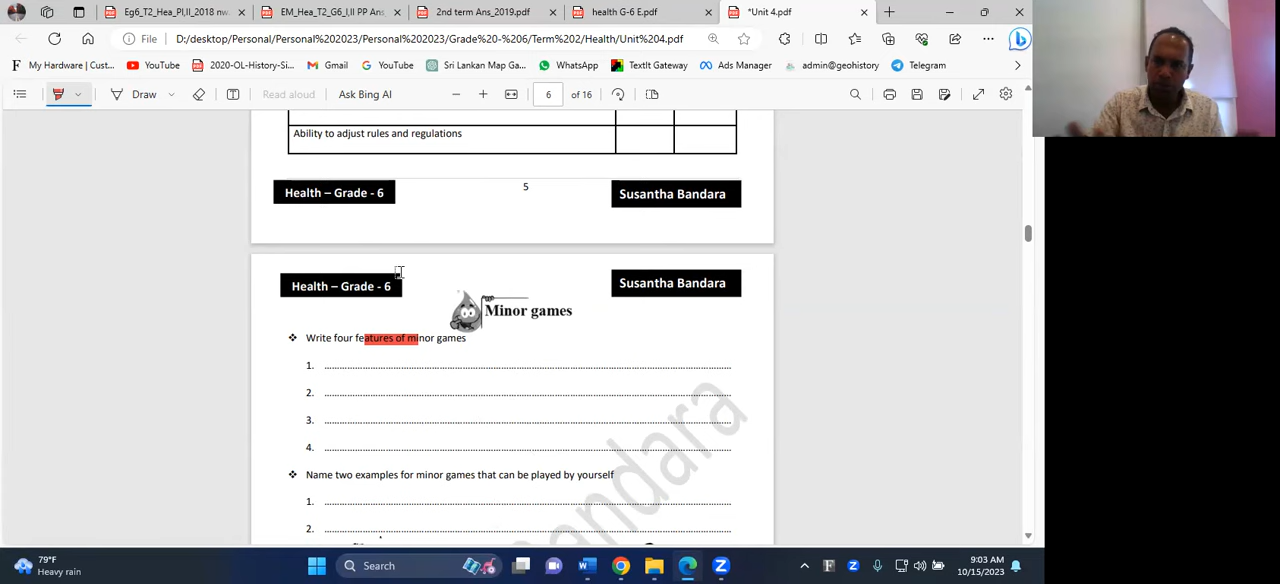 Eg6_T2_Hea_PI,II_2018 nw.
EM_Hea_T2_G6_I,II PP An
2nd term Ans_2019.pdf
health G-6 E.pdf
*Unit 4.pdf
File
D:/desktop/Personal/Personal%202023/Personal%202023/Grade%20-%206/Term%202/Health/Unit%204.pdf
My Hardware | Cust...
YouTube
2020-OL-History-Si...
Gmail
YouTube
Sri Lankan Map Ga...
WhatsApp
TextIt Gateway
Ads Manager
admin@geohistory
Telegram
Draw
Read aloud
Ask Bing AI
6
of 16
Ability to adjust rules and regulations
5
Health – Grade - 6
Susantha Bandara
Health – Grade - 6
Susantha Bandara
Minor games
❖ Write four features of minor games
1. ........
2. ........
3. ........
4. ........
❖ Name two examples for minor games that can be played by yourself
1. ........
2. ........
Bandara
79°F
Heavy rain
Search
9:03 AM
10/15/2023